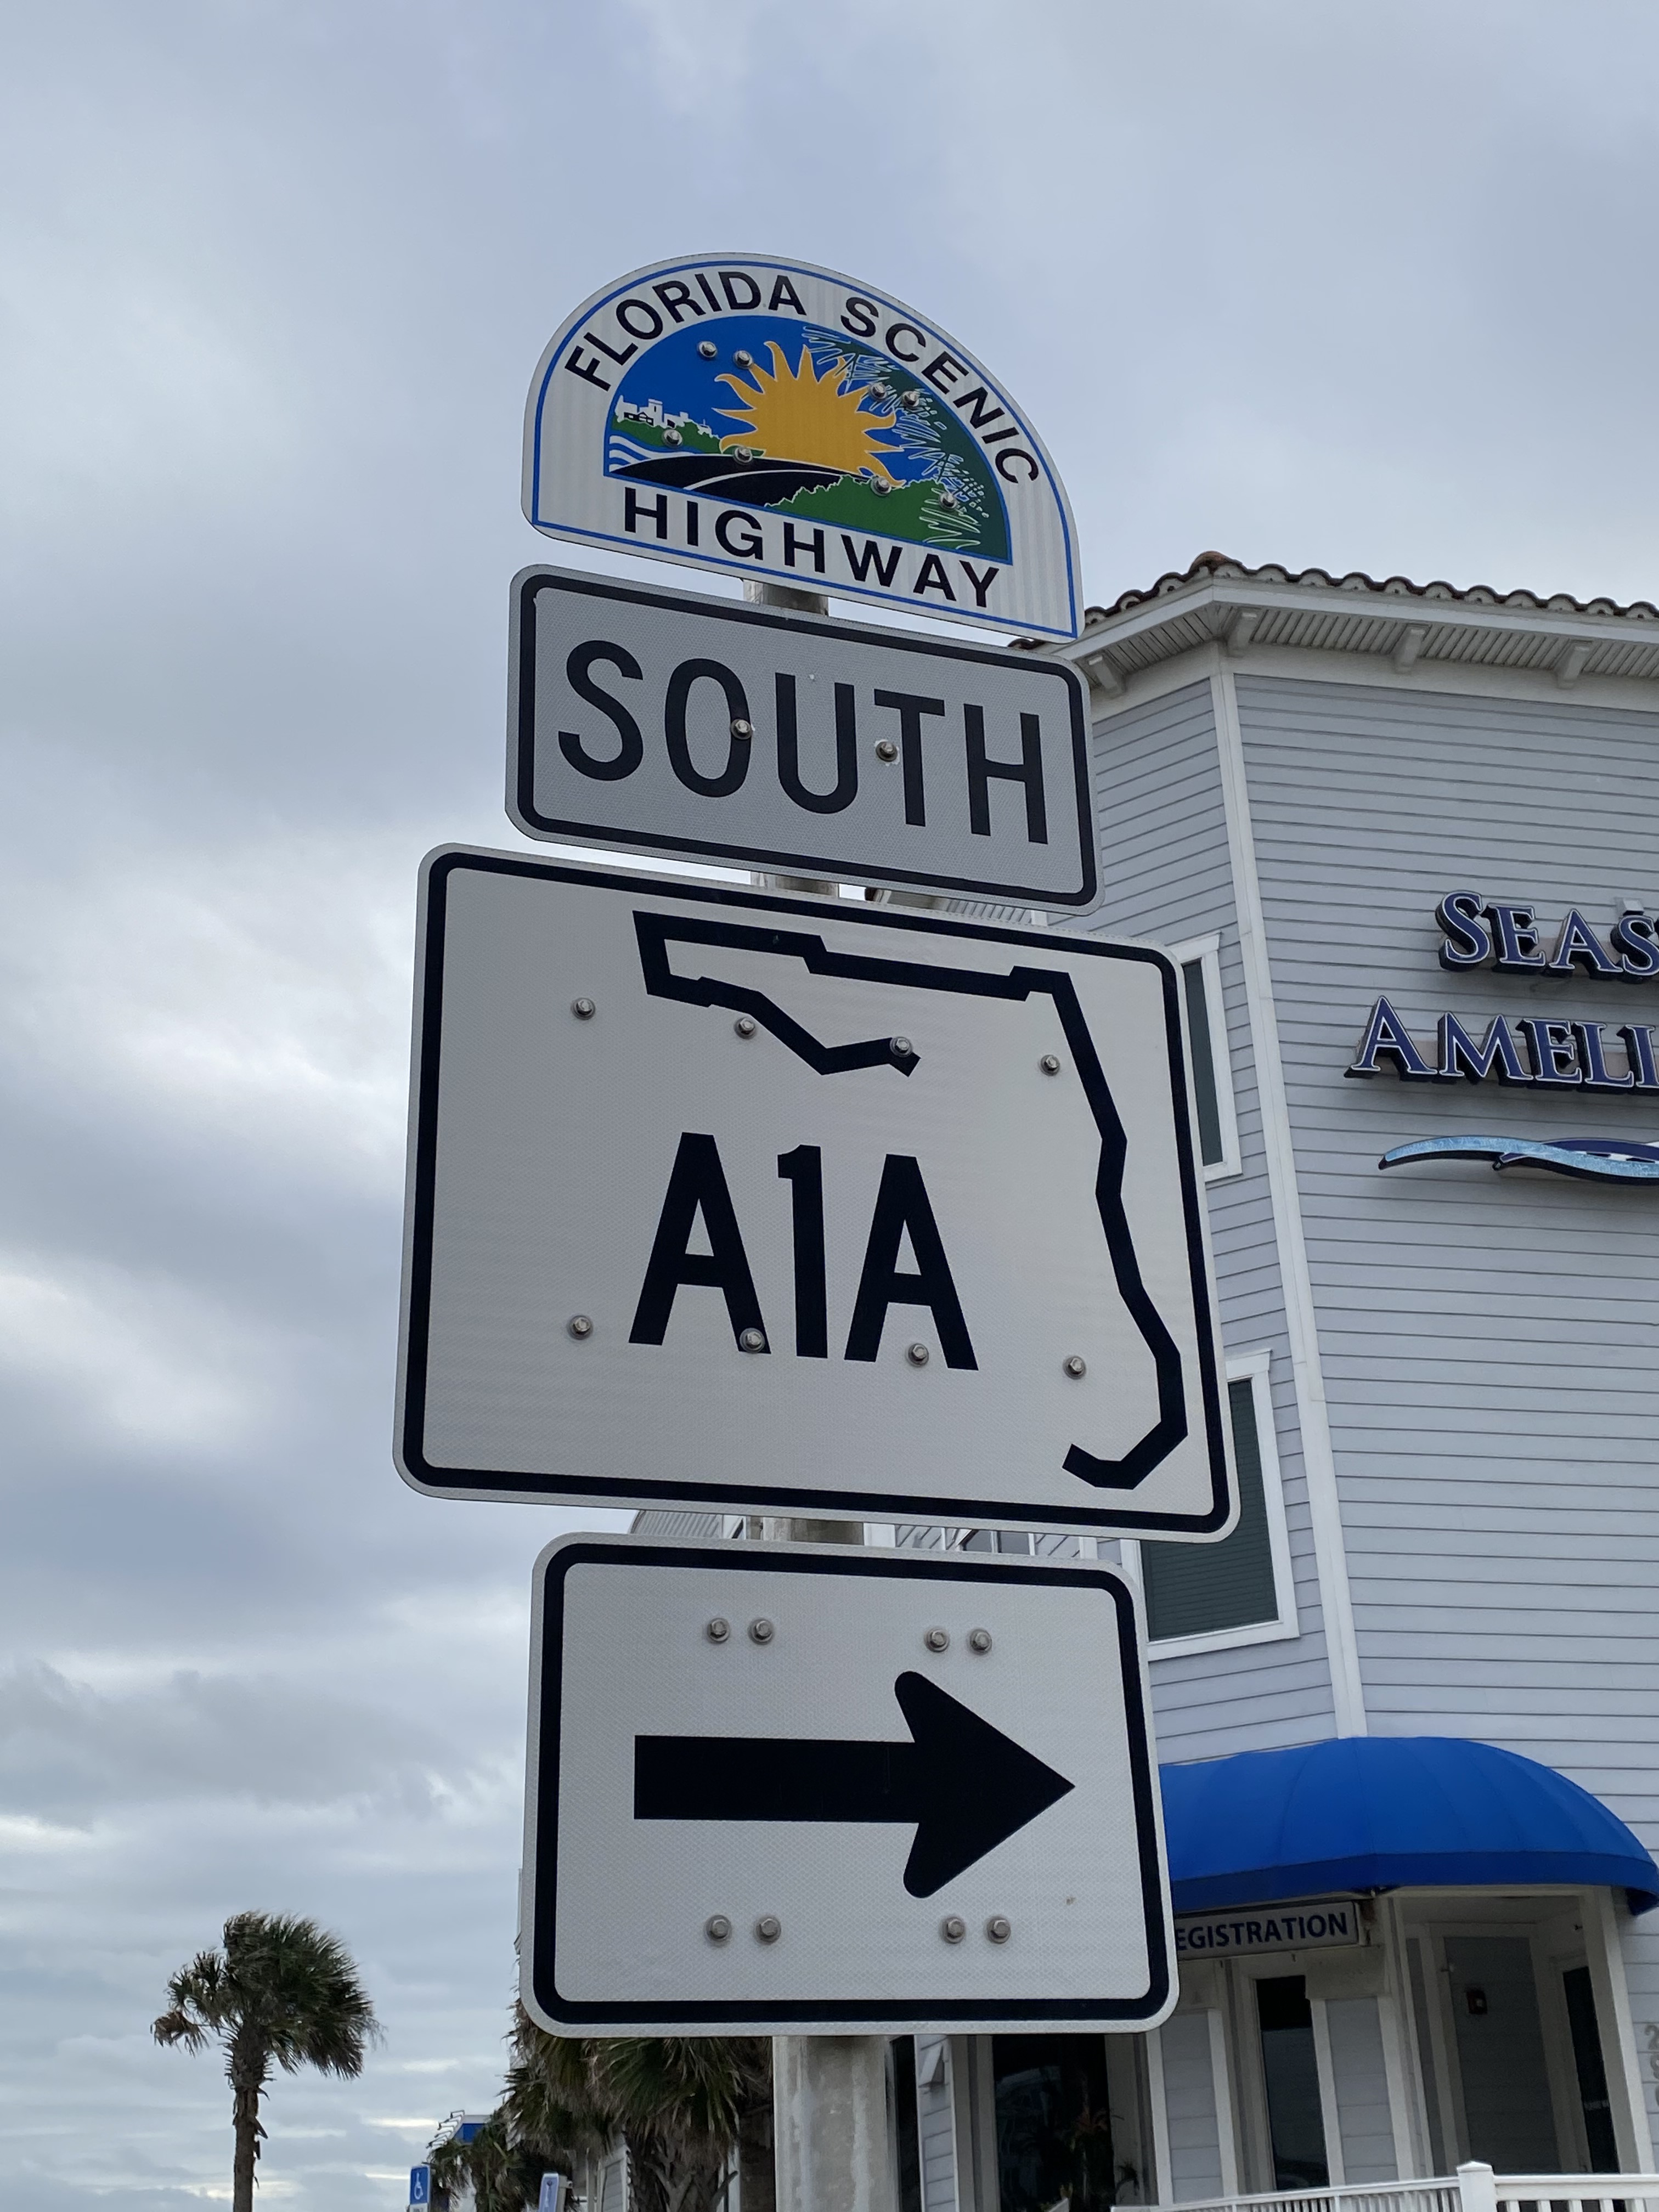 FLORIDA SCENIC
HIGHWAY
SOUTH
A1A
SEAS
AMELI
EGISTRATION